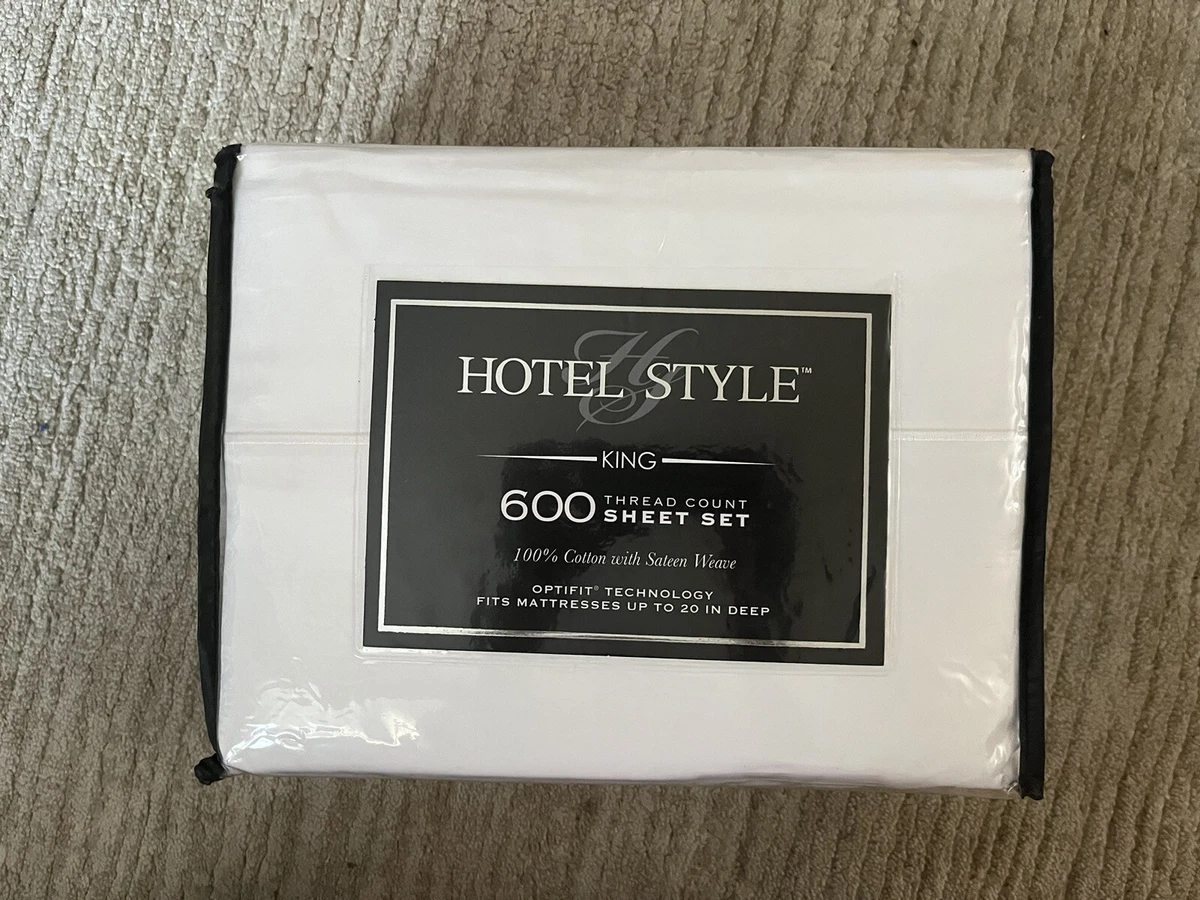 HS
HOTEL STYLE™
KING
600 THREAD COUNT
SHEET SET
100% Cotton with Sateen Weave
OPTIFIT® TECHNOLOGY
FITS MATTRESSES UP TO 20 IN DEEP